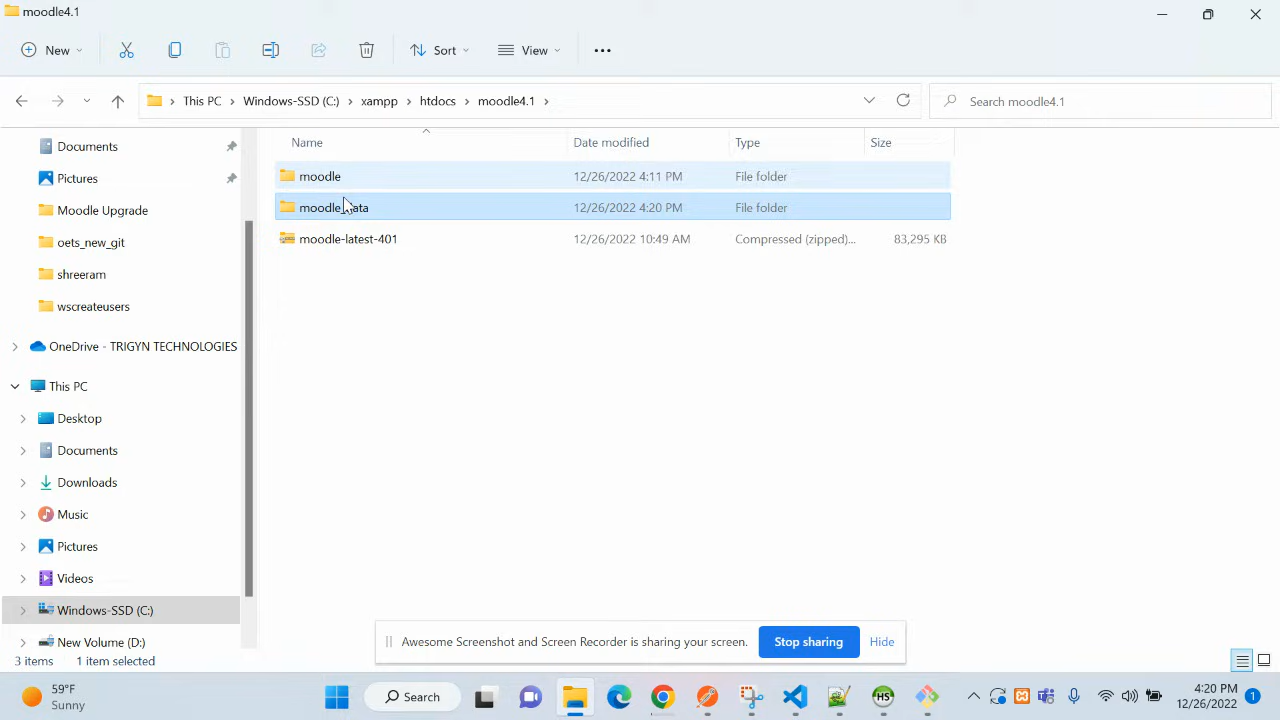 moodle4.1
New
Sort
View
This PC > Windows-SSD (C:) > xampp > htdocs > moodle4.1 >
Search moodle4.1
Name Date modified Type Size
moodle 12/26/2022 4:11 PM File folder
12/26/2022 4:20 PM File folder
moodle-latest-401 12/26/2022 10:49 AM Compressed (zipped)... 83,295 KB
Documents
Pictures
Moodle Upgrade
oets_new_git
shreeram
wscreateusers
OneDrive - TRIGYN TECHNOLOGIES
This PC
Desktop
Documents
Downloads
Music
Pictures
Videos
Windows-SSD (C:)
New Volume (D:)
Awesome Screenshot and Screen Recorder is sharing your screen. Stop sharing Hide
3 items 1 item selected
59°F
Sunny
Search
HS
4:20 PM
12/26/2022
1